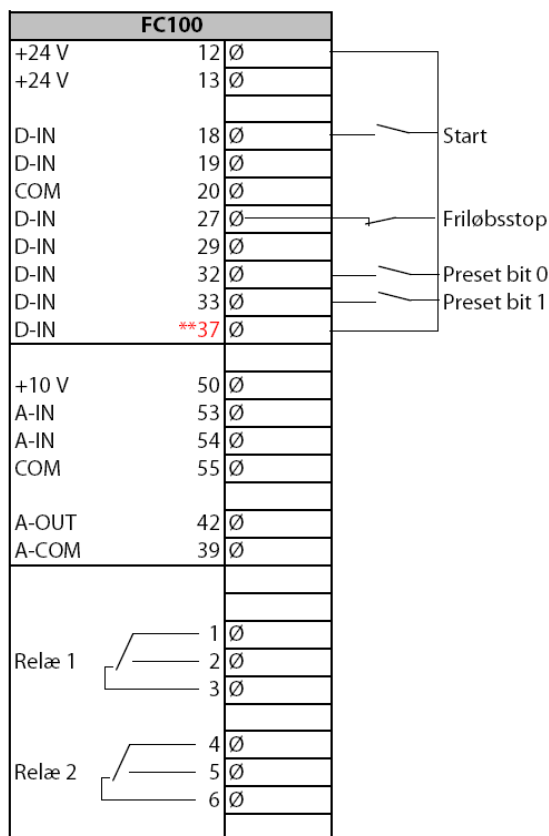 FC100
+24 V 12 Ø
+24 V 13 Ø
D-IN 18 Ø Start
D-IN 19 Ø
COM 20 Ø
D-IN 27 Ø Friløbsstop
D-IN 29 Ø
D-IN 32 Ø Preset bit 0
D-IN 33 Ø Preset bit 1
D-IN **37 Ø
+10 V 50 Ø
A-IN 53 Ø
A-IN 54 Ø
COM 55 Ø
A-OUT 42 Ø
A-COM 39 Ø
1 Ø
Relæ 1 2 Ø
3 Ø
4 Ø
Relæ 2 5 Ø
6 Ø